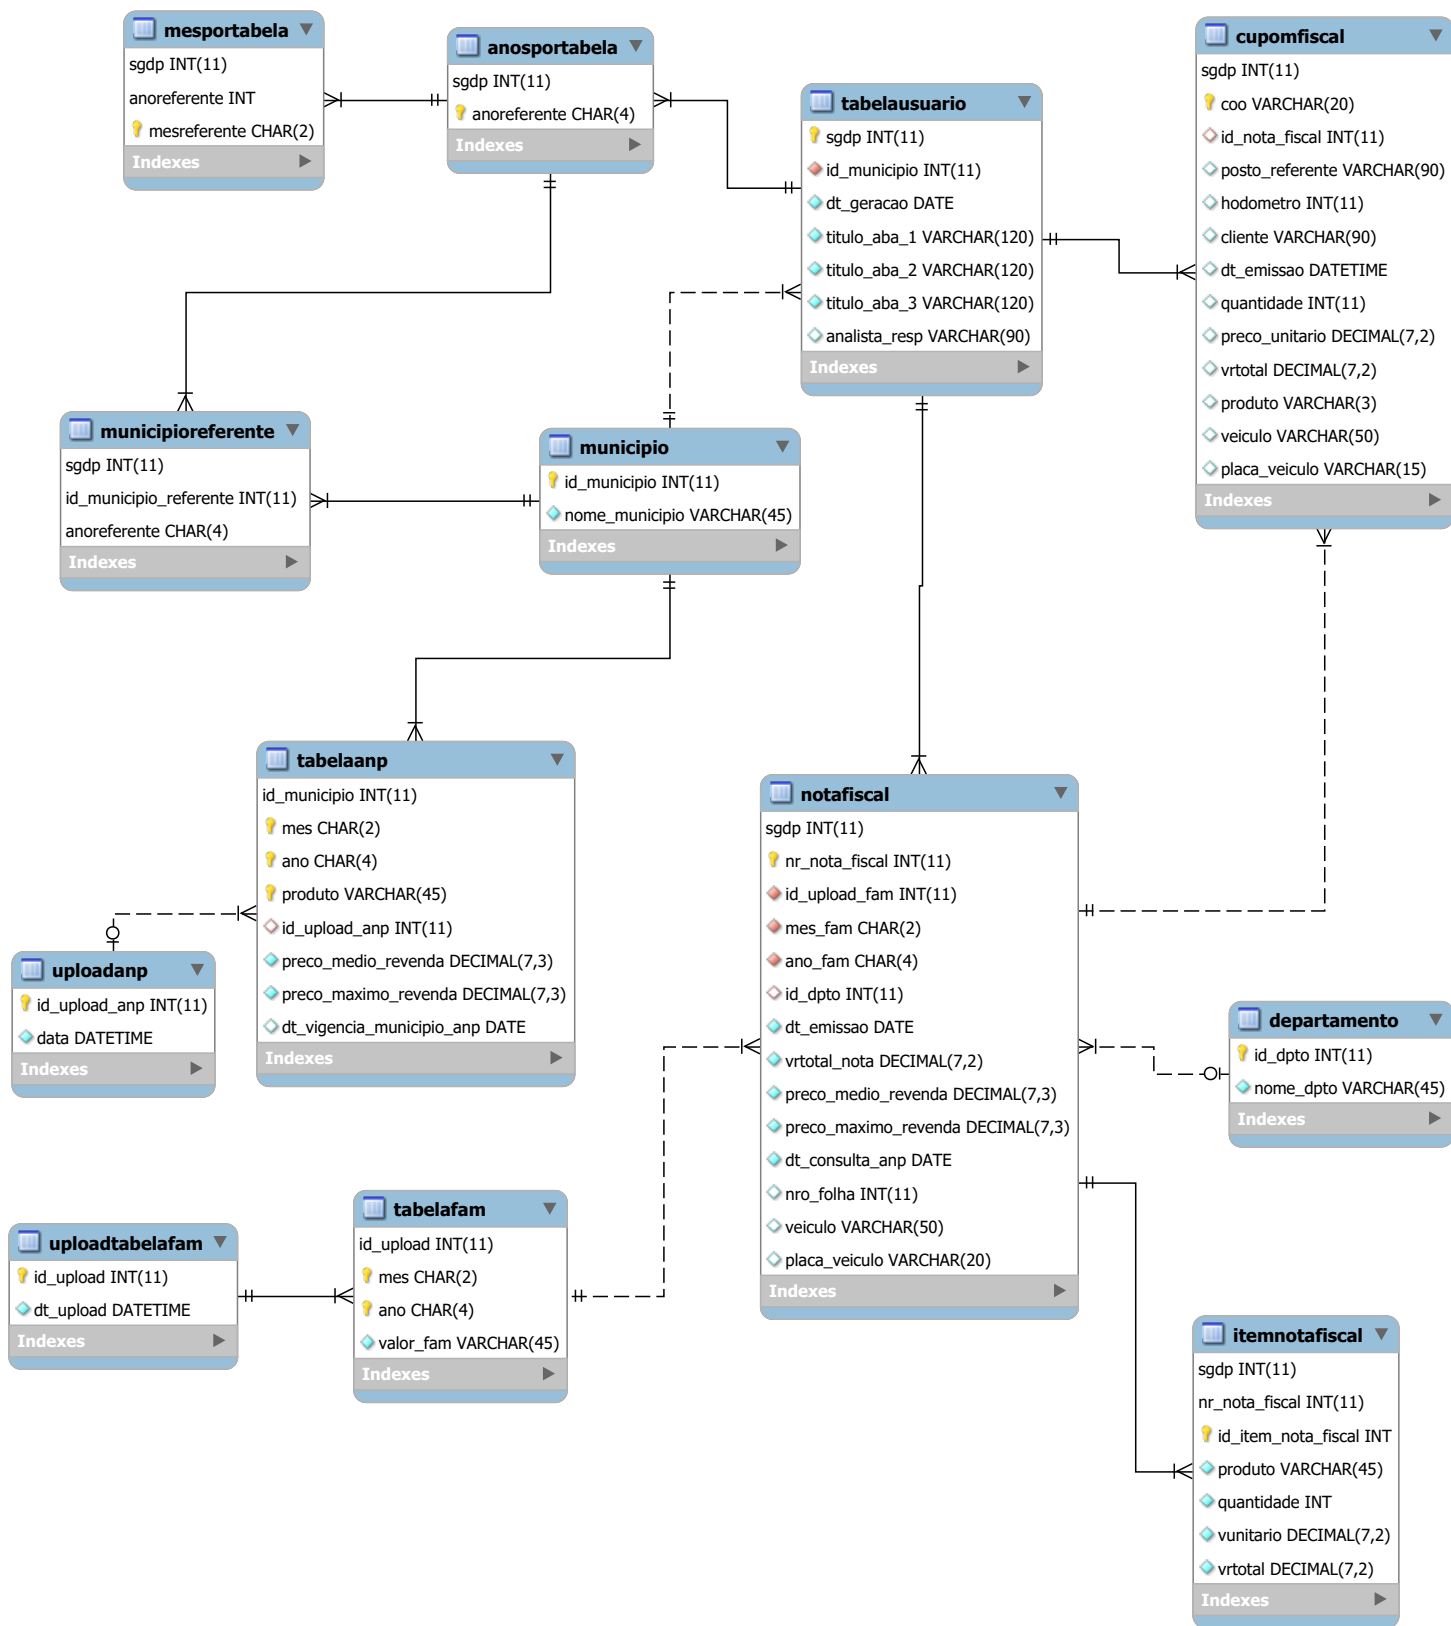 mesportabela
sgdp INT(11)
anoreferente INT
mesreferente CHAR(2)
Indexes
anosportabela
sgdp INT(11)
anoreferente CHAR(4)
Indexes
tabelausuario
sgdp INT(11)
id_municipio INT(11)
dt_geracao DATE
titulo_aba_1 VARCHAR(120)
titulo_aba_2 VARCHAR(120)
titulo_aba_3 VARCHAR(120)
analista_resp VARCHAR(90)
Indexes
cupomfiscal
sgdp INT(11)
coo VARCHAR(20)
id_nota_fiscal INT(11)
posto_referente VARCHAR(90)
hodometro INT(11)
cliente VARCHAR(90)
dt_emissao DATETIME
quantidade INT(11)
preco_unitario DECIMAL(7,2)
vrtotal DECIMAL(7,2)
produto VARCHAR(3)
veiculo VARCHAR(50)
placa_veiculo VARCHAR(15)
Indexes
municipioreferente
sgdp INT(11)
id_municipio_referente INT(11)
anoreferente CHAR(4)
Indexes
municipio
id_municipio INT(11)
nome_municipio VARCHAR(45)
Indexes
tabelaanp
id_municipio INT(11)
mes CHAR(2)
ano CHAR(4)
produto VARCHAR(45)
id_upload_anp INT(11)
preco_medio_revenda DECIMAL(7,3)
preco_maximo_revenda DECIMAL(7,3)
dt_vigencia_municipio_anp DATE
Indexes
uploadanp
id_upload_anp INT(11)
data DATETIME
Indexes
notafiscal
sgdp INT(11)
nr_nota_fiscal INT(11)
id_upload_fam INT(11)
mes_fam CHAR(2)
ano_fam CHAR(4)
id_dpto INT(11)
dt_emissao DATE
vrtotal_nota DECIMAL(7,2)
preco_medio_revenda DECIMAL(7,3)
preco_maximo_revenda DECIMAL(7,3)
dt_consulta_anp DATE
nro_folha INT(11)
veiculo VARCHAR(50)
placa_veiculo VARCHAR(20)
Indexes
departamento
id_dpto INT(11)
nome_dpto VARCHAR(45)
Indexes
uploadtabelafam
id_upload INT(11)
dt_upload DATETIME
Indexes
tabelafam
id_upload INT(11)
mes CHAR(2)
ano CHAR(4)
valor_fam VARCHAR(45)
Indexes
itemnotafiscal
sgdp INT(11)
nr_nota_fiscal INT(11)
id_item_nota_fiscal INT
produto VARCHAR(45)
quantidade INT
vunitario DECIMAL(7,2)
vrtotal DECIMAL(7,2)
Indexes